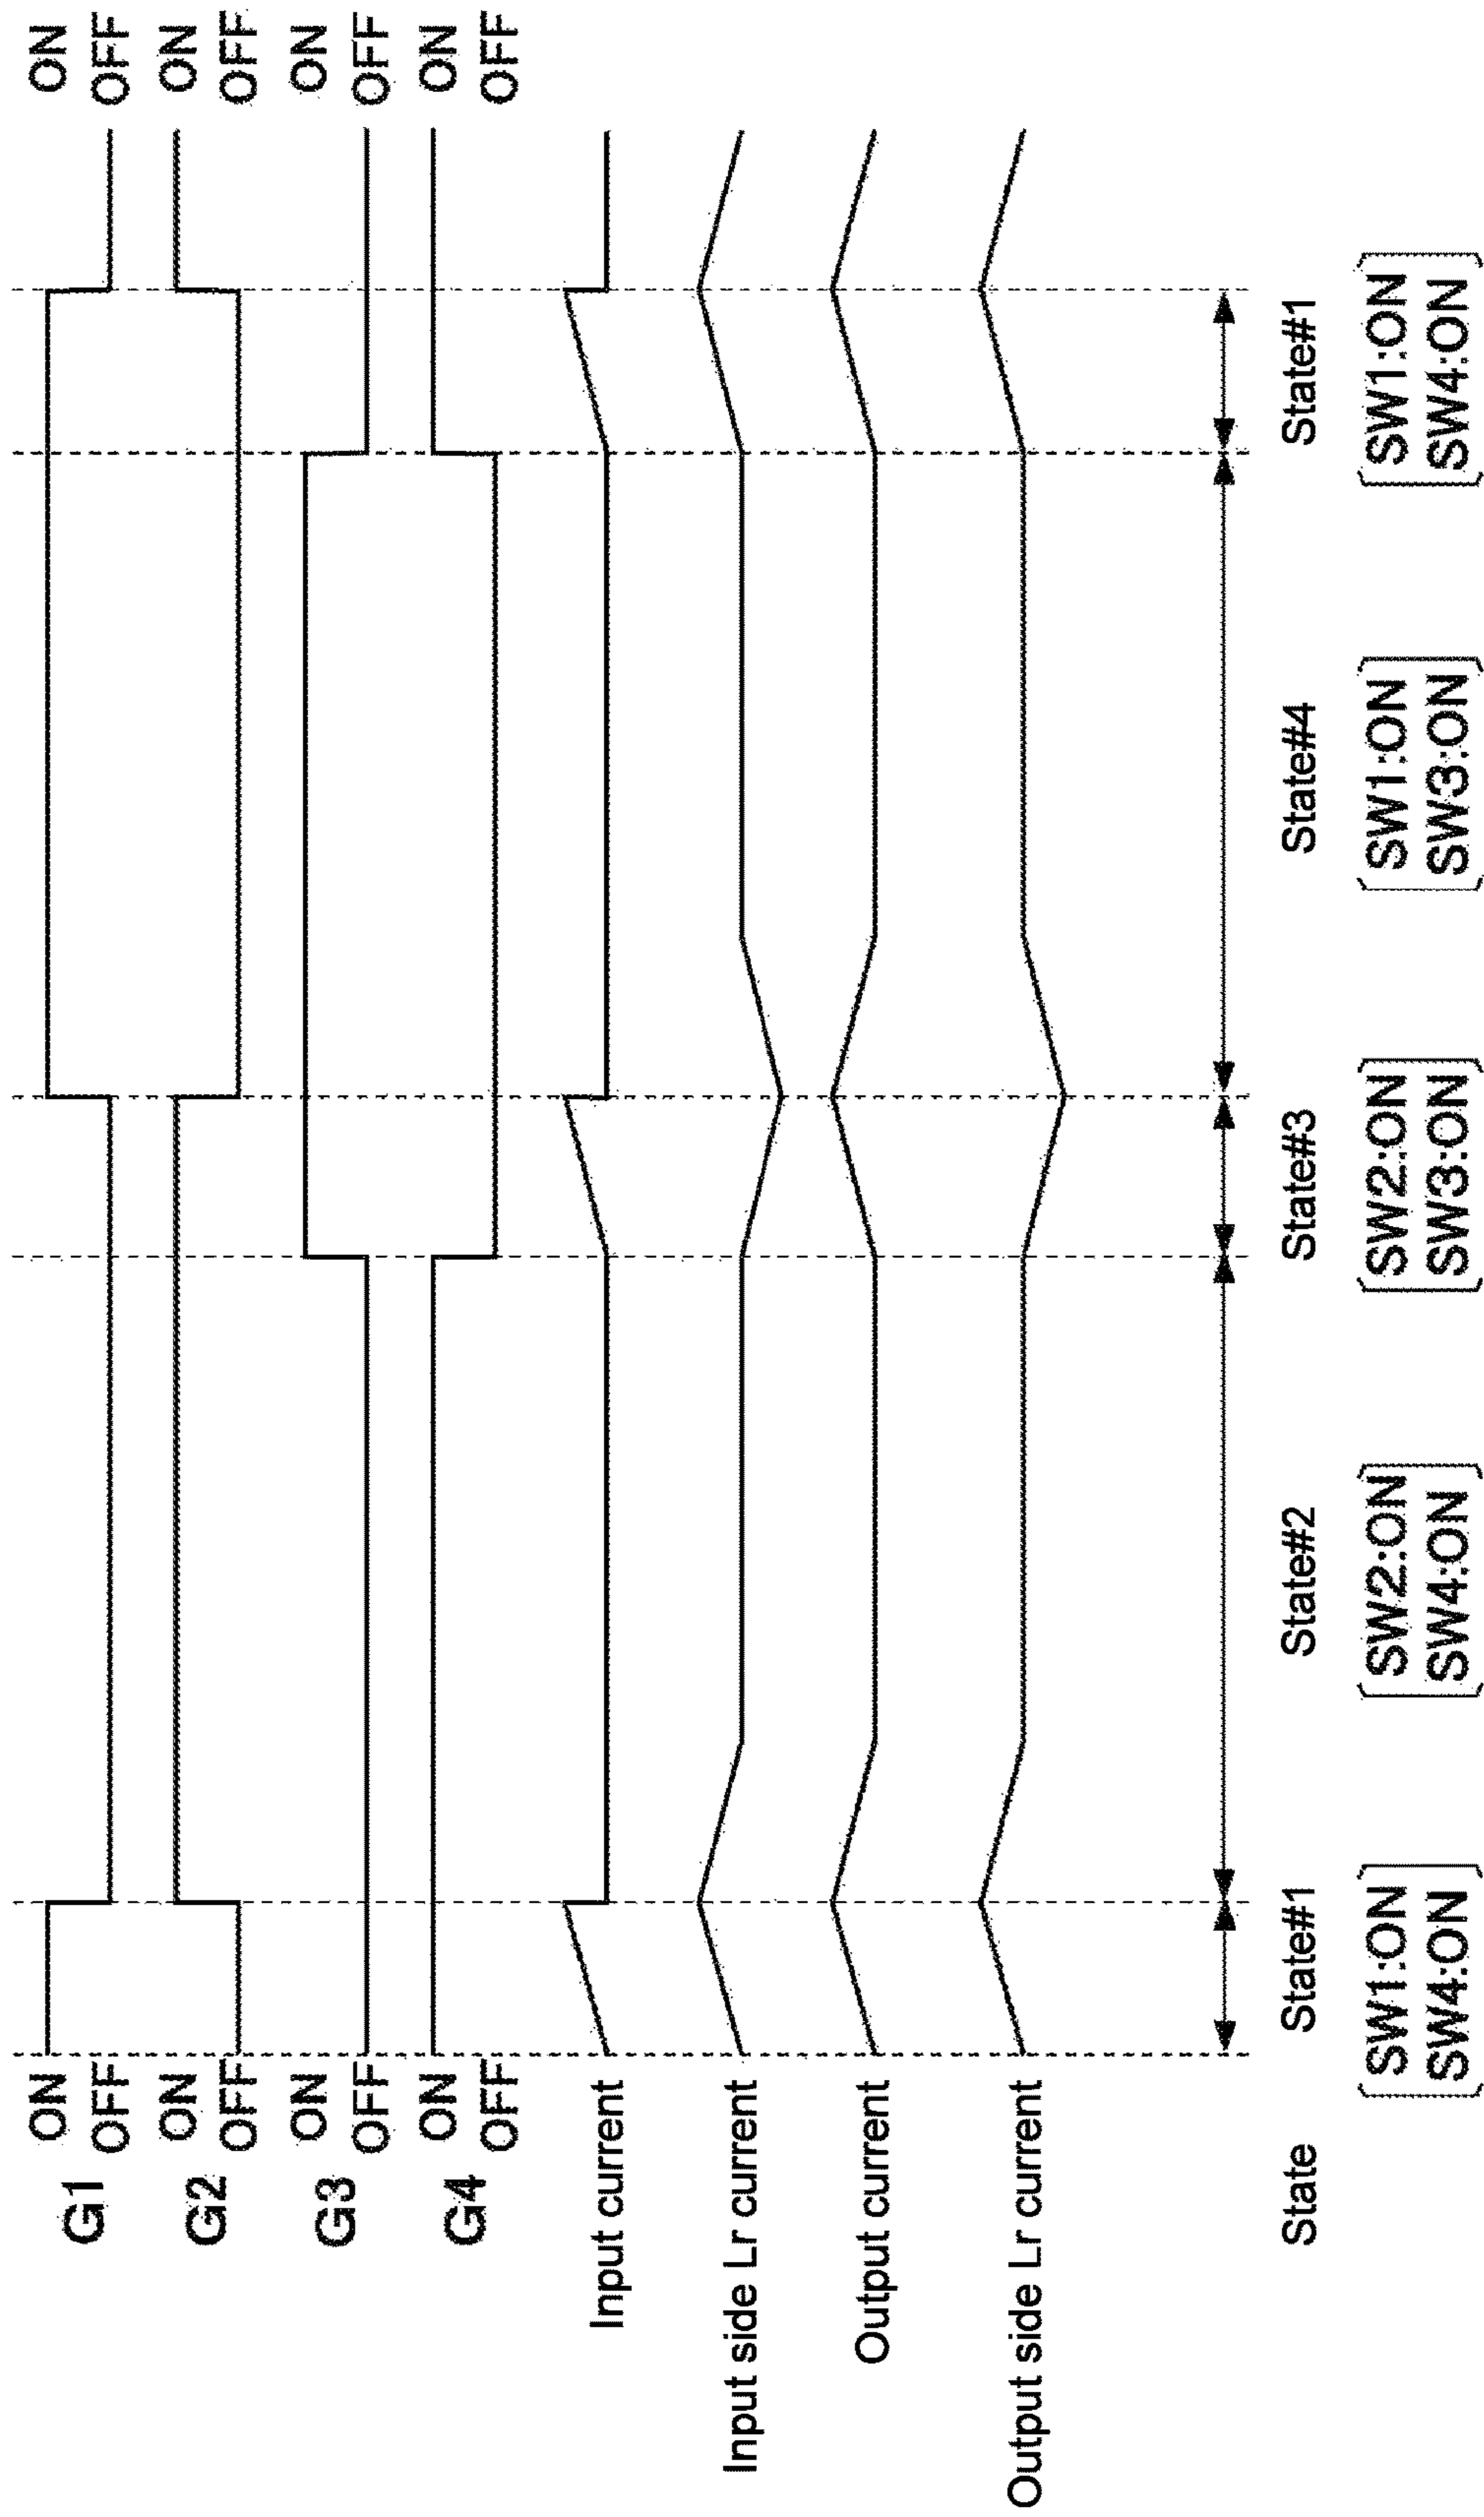 G1 ON ON
OFF OFF
G2 ON ON
OFF OFF
G3 ON ON
OFF OFF
G4 ON ON
OFF OFF
Input current
Input side Lr current
Output current
Output side Lr current
State State#1 State#2 State#3 State#4 State#1
SW1:ON SW2:ON SW2:ON SW1:ON SW1:ON
SW4:ON SW4:ON SW3:ON SW3:ON SW4:ON